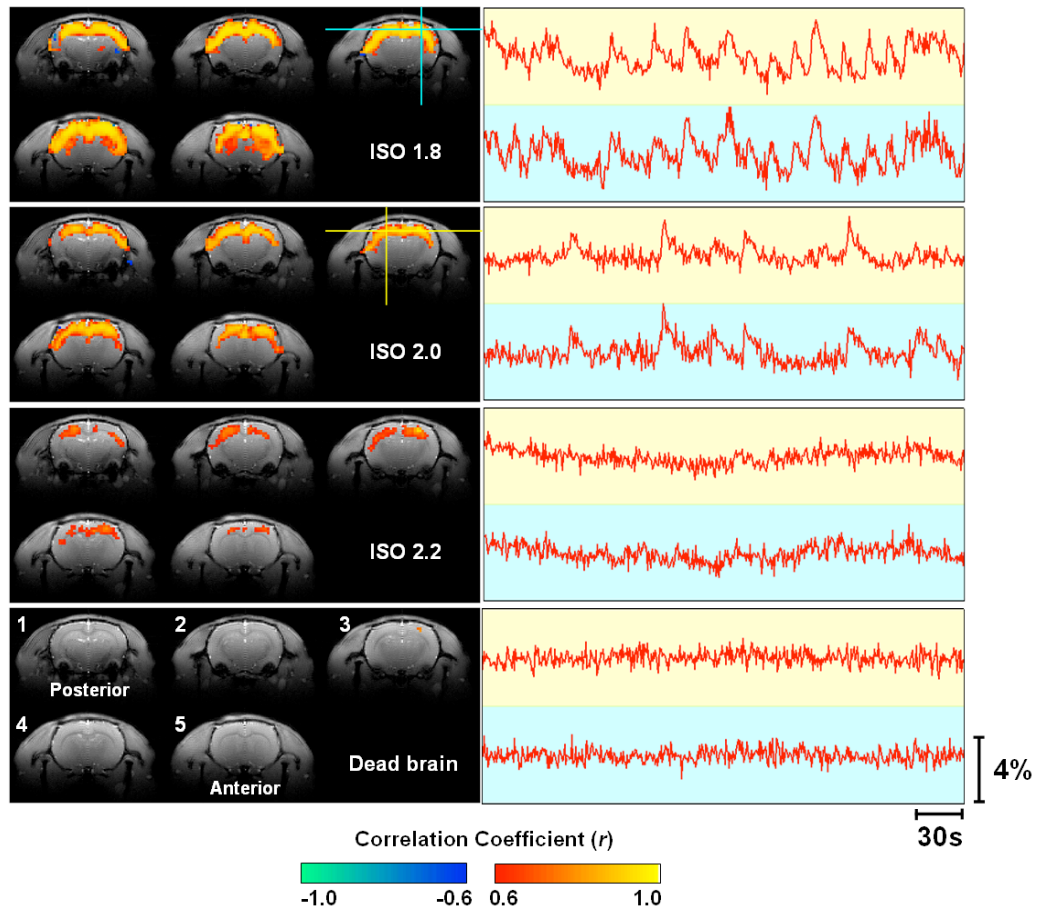 ISO 1.8
ISO 2.0
ISO 2.2
1 2 3
Posterior
4 5
Dead brain
Anterior
4%
30s
Correlation Coefficient (r)
-1.0 -0.6 0.6 1.0